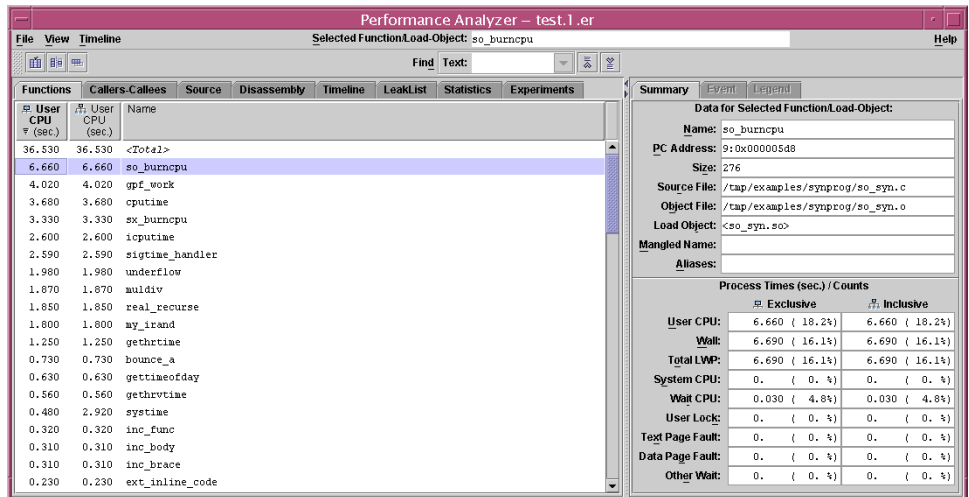 Performance Analyzer – test.1.er
File View Timeline Selected Function/Load-Object: so_burncpu Help
Find Text:
Functions Callers-Callees Source Disassembly Timeline LeakList Statistics Experiments
User CPU (sec.) User CPU (sec.) Name
36.530 36.530 <Total>
6.660 6.660 so_burncpu
4.020 4.020 gpf_work
3.680 3.680 cputime
3.330 3.330 sx_burncpu
2.600 2.600 icputime
2.590 2.590 sigtime_handler
1.980 1.980 underflow
1.870 1.870 muldiv
1.850 1.850 real_recurse
1.800 1.800 my_irand
1.250 1.250 gethrtime
0.730 0.730 bounce_a
0.630 0.630 gettimeofday
0.560 0.560 gethrvtime
0.480 2.920 systime
0.320 0.320 inc_func
0.310 0.310 inc_body
0.310 0.310 inc_brace
0.230 0.230 ext_inline_code
Summary Event Legend
Data for Selected Function/Load-Object:
Name: so_burncpu
PC Address: 9:0x000005d8
Size: 276
Source File: /tmp/examples/synprog/so_syn.c
Object File: /tmp/examples/synprog/so_syn.o
Load Object: <so_syn.so>
Mangled Name:
Aliases:
Process Times (sec.) / Counts
Exclusive Inclusive
User CPU: 6.660 ( 18.2%) 6.660 ( 18.2%)
Wall: 6.690 ( 16.1%) 6.690 ( 16.1%)
Total LWP: 6.690 ( 16.1%) 6.690 ( 16.1%)
System CPU: 0. ( 0. %) 0. ( 0. %)
Wait CPU: 0.030 ( 4.8%) 0.030 ( 4.8%)
User Lock: 0. ( 0. %) 0. ( 0. %)
Text Page Fault: 0. ( 0. %) 0. ( 0. %)
Data Page Fault: 0. ( 0. %) 0. ( 0. %)
Other Wait: 0. ( 0. %) 0. ( 0. %)